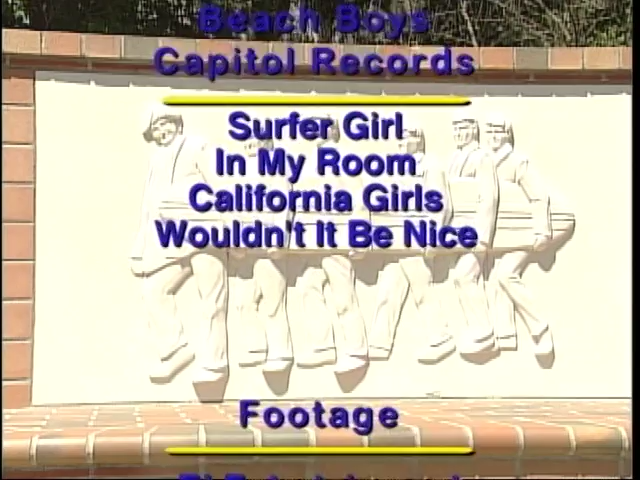 Beach Boys
Capitol Records
Surfer Girl
In My Room
California Girls
Wouldn't It Be Nice
Footage